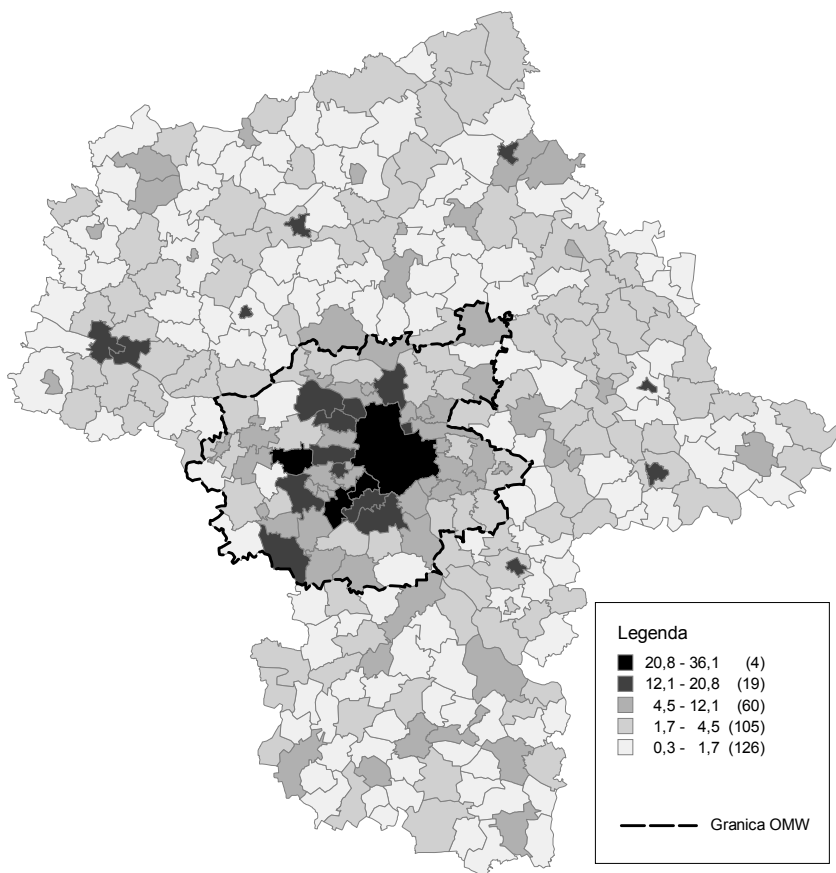 Legenda
20,8 - 36,1 (4)
12,1 - 20,8 (19)
4,5 - 12,1 (60)
1,7 - 4,5 (105)
0,3 - 1,7 (126)
Granica OMW